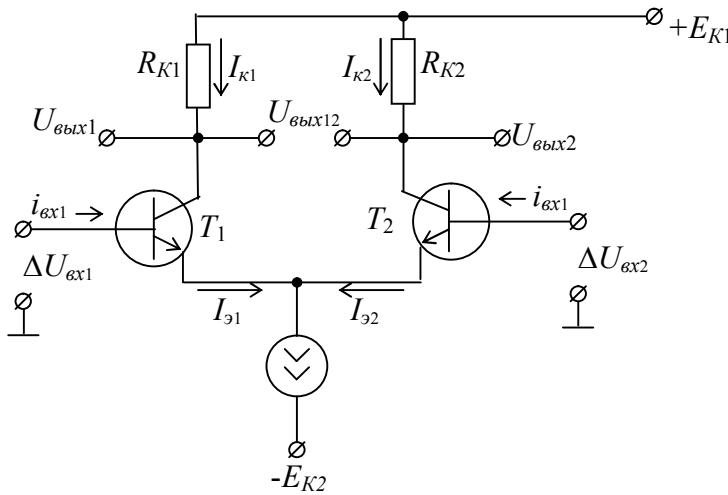 +E_K1
R_K1 I_к1 I_к2 R_K2
U_вых1 U_вых12 U_вых2
i_вх1 T_1 T_2 i_вх1
ΔU_вх1 ΔU_вх2
I_э1 I_э2
-E_K2